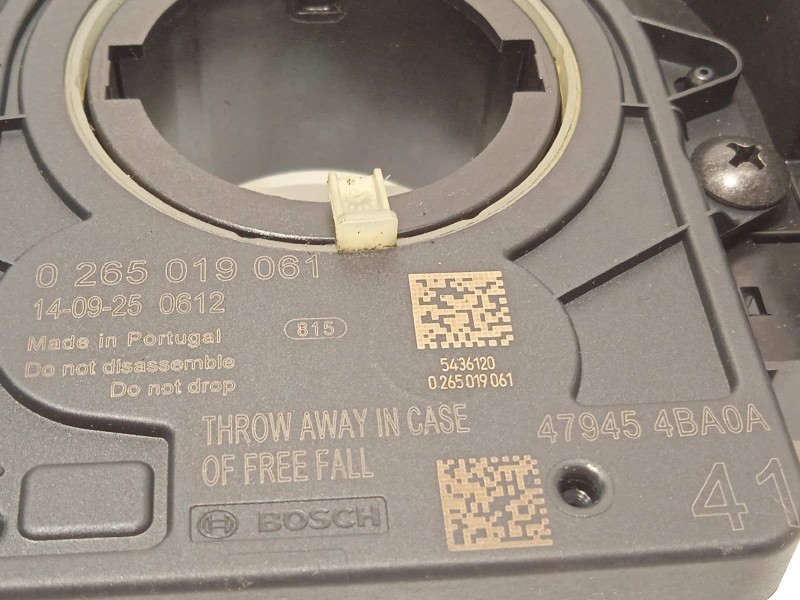 0 265 019 061
14-09-25 0612
Made in Portugal
815
Do not disassemble
Do not drop
5436120
0 265 019 061
THROW AWAY IN CASE
OF FREE FALL
47945 4BA0A
41
BOSCH